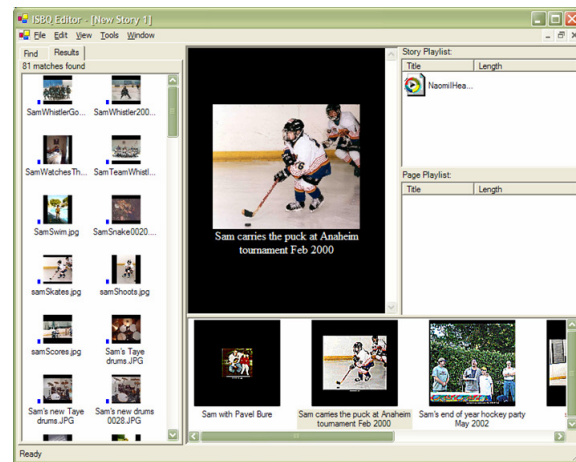 ISBQ Editor - [New Story 1]
File Edit View Tools Window
Find Results
81 matches found
SamWhistlerGo... SamWhistler200...
SamWatchesTh... SamTeamWhistl...
SamSwim.jpg SamSnake0020....
samSkates.jpg samShoots.jpg
samScores.jpg Sam's Taye
drums.JPG
Sam's new Taye Sam's new drums
drums.JPG 0028.JPG
Sam carries the puck at Anaheim
tournament Feb 2000
Story Playlist:
Title Length
NaomiIHea...
Page Playlist:
Title Length
Sam with Pavel Bure
Sam carries the puck at Anaheim
tournament Feb 2000
Sam's end of year hockey party
May 2002
Ready